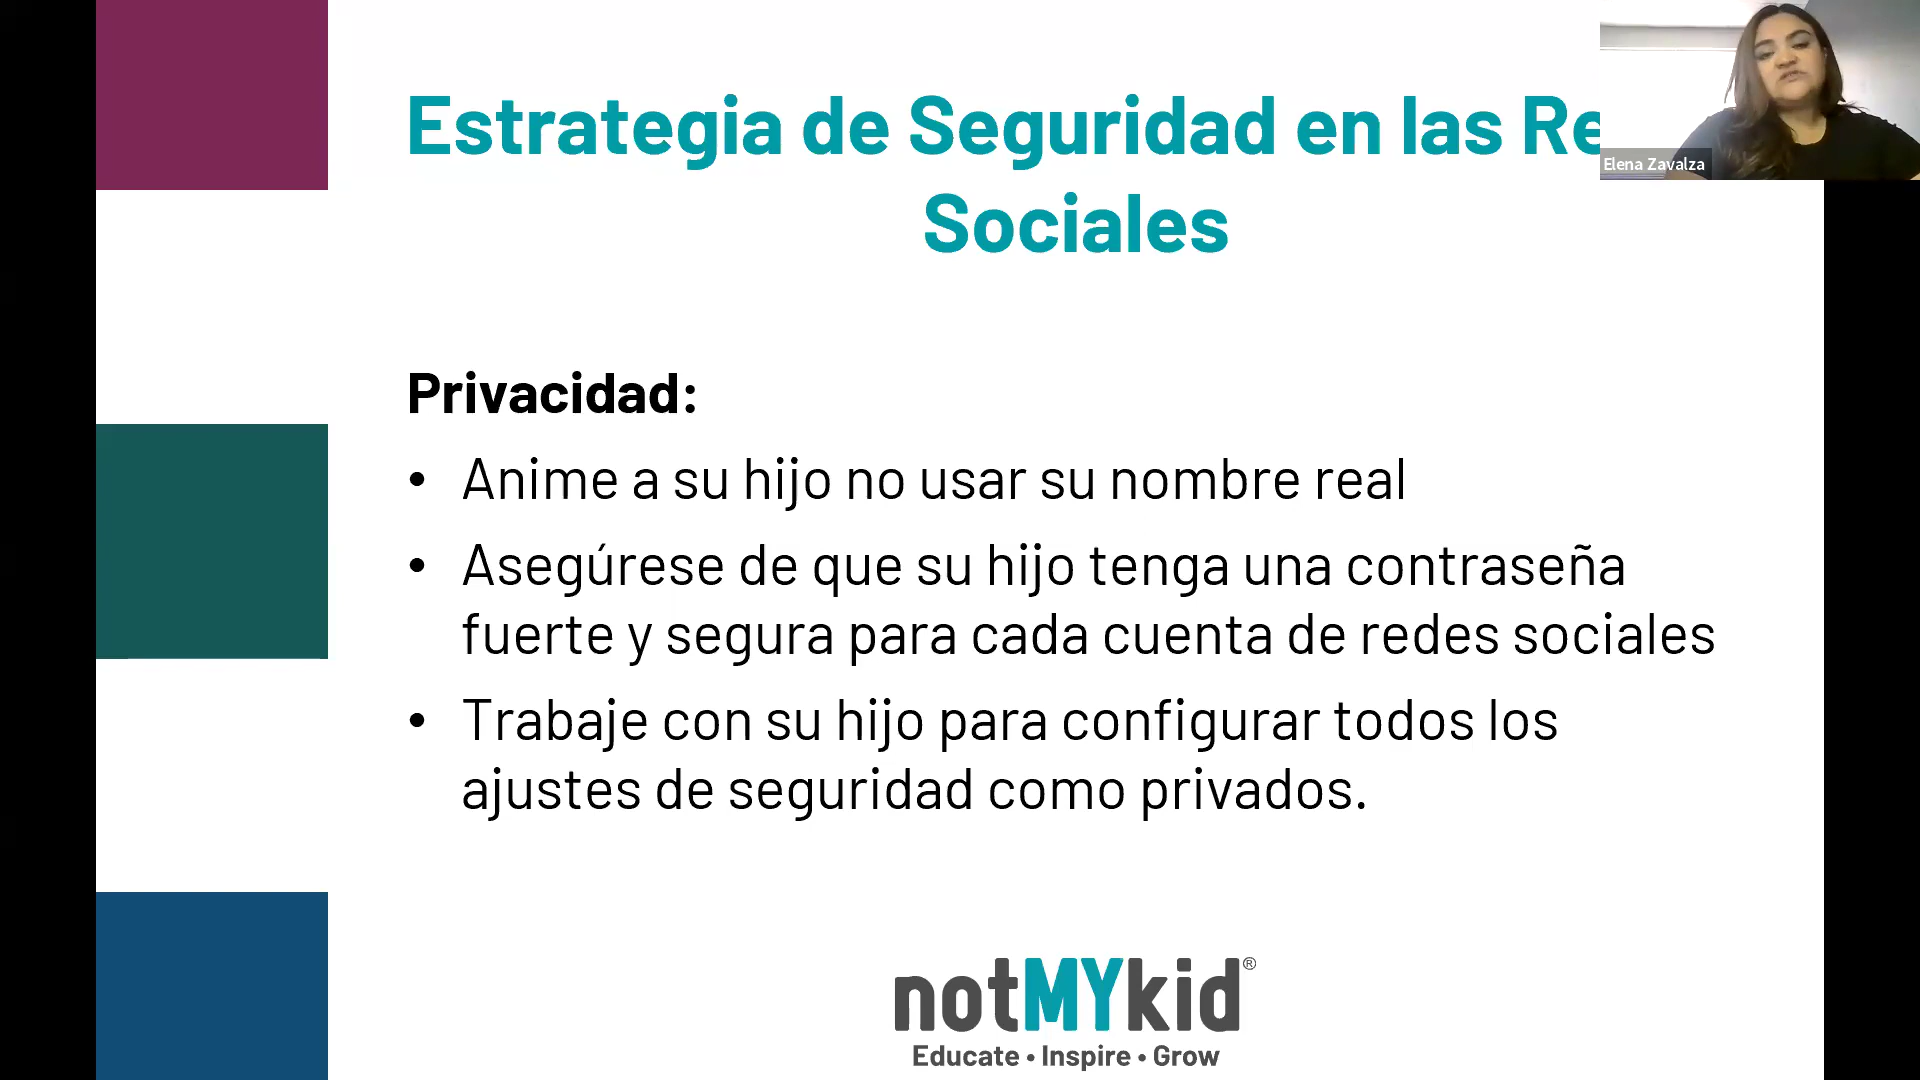 Estrategia de Seguridad en las Re
Sociales
Elena Zavalza
Privacidad:
• Anime a su hijo no usar su nombre real
• Asegúrese de que su hijo tenga una contraseña
fuerte y segura para cada cuenta de redes sociales
• Trabaje con su hijo para configurar todos los
ajustes de seguridad como privados.
notMYkid®
Educate • Inspire • Grow